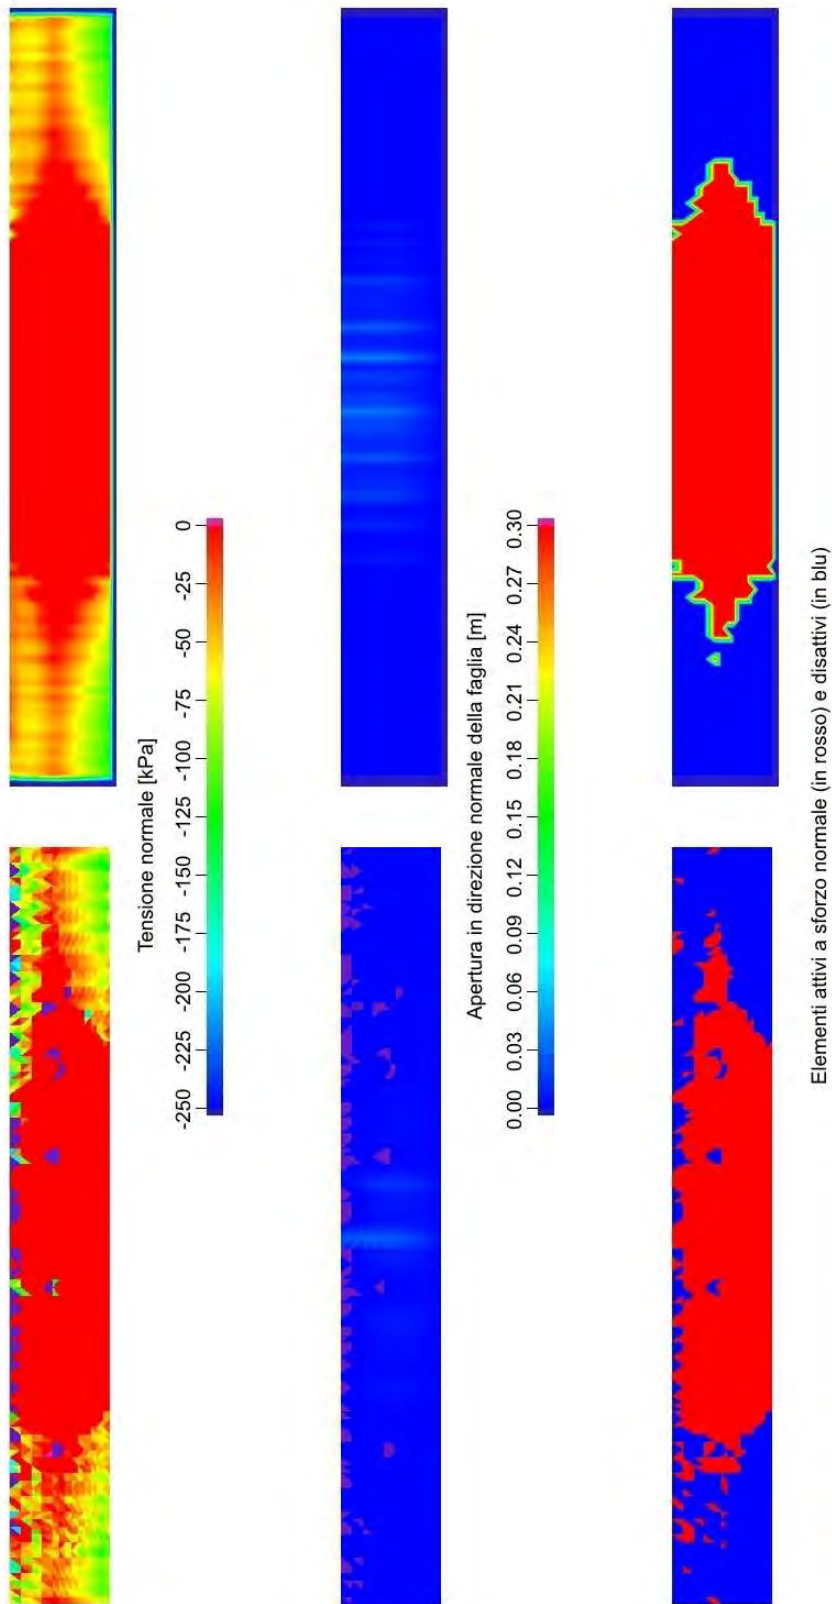 -250 -225 -200 -175 -150 -125 -100 -75 -50 -25 0
Tensione normale [kPa]
0.00 0.03 0.06 0.09 0.12 0.15 0.18 0.21 0.24 0.27 0.30
Apertura in direzione normale della faglia [m]
Elementi attivi a sforzo normale (in rosso) e disattivi (in blu)